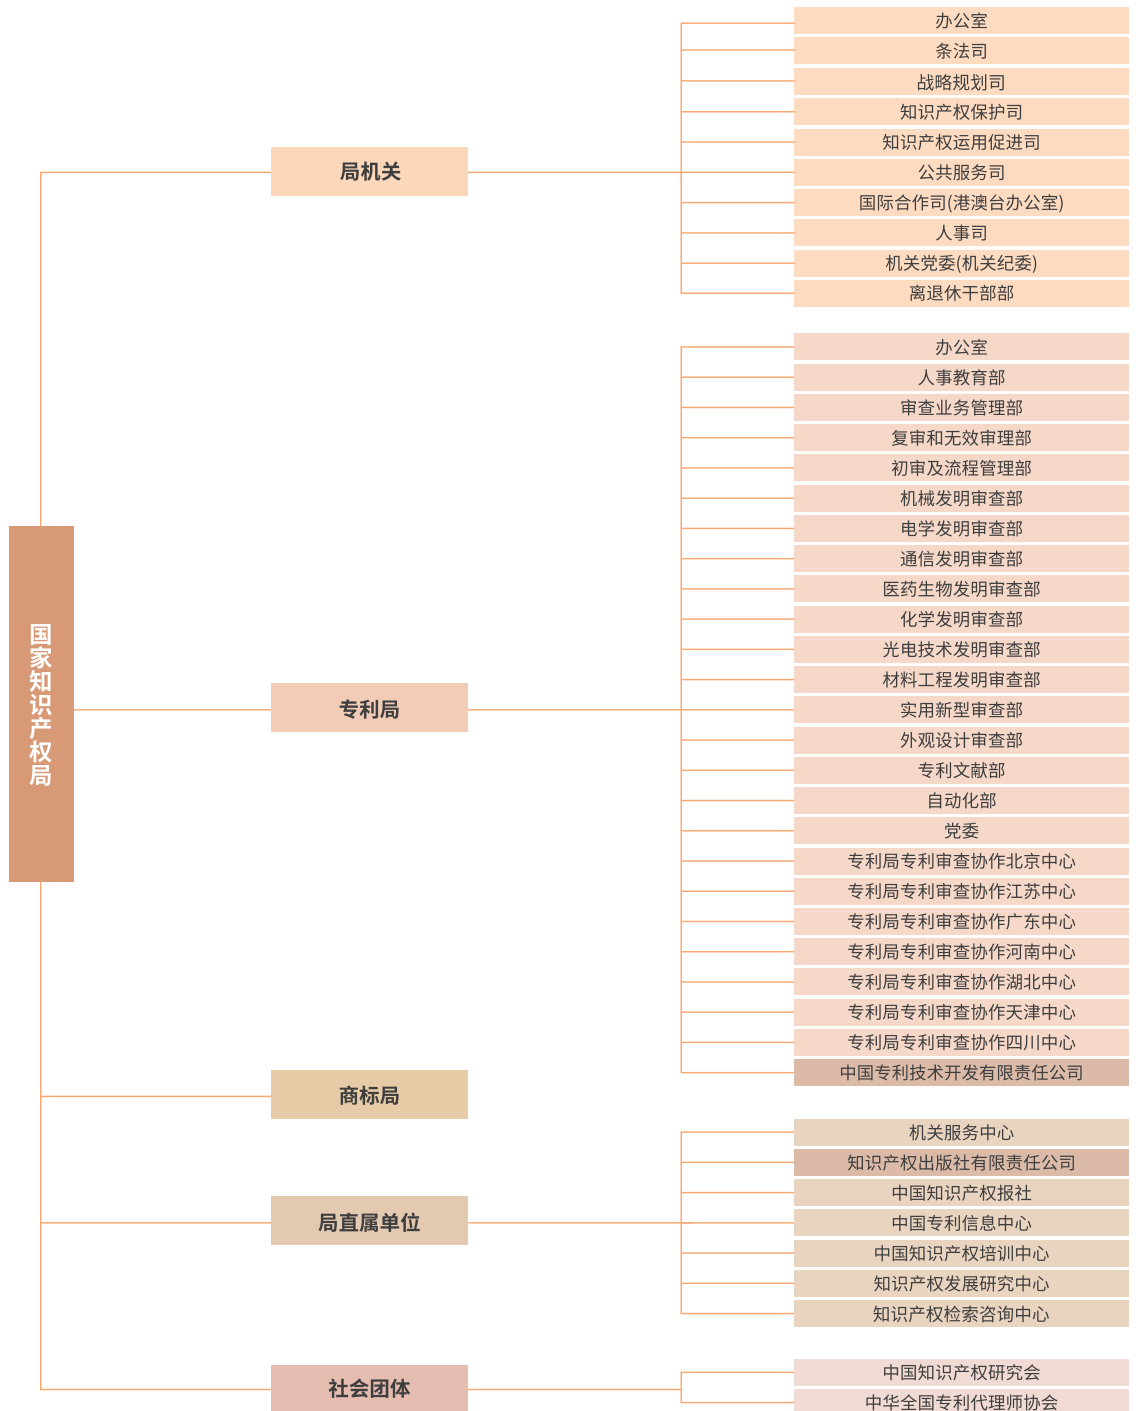 国家知识产权局
局机关
办公室
条法司
战略规划司
知识产权保护司
知识产权运用促进司
公共服务司
国际合作司(港澳台办公室)
人事司
机关党委(机关纪委)
离退休干部部
专利局
办公室
人事教育部
审查业务管理部
复审和无效审理部
初审及流程管理部
机械发明审查部
电学发明审查部
通信发明审查部
医药生物发明审查部
化学发明审查部
光电技术发明审查部
材料工程发明审查部
实用新型审查部
外观设计审查部
专利文献部
自动化部
党委
专利局专利审查协作北京中心
专利局专利审查协作江苏中心
专利局专利审查协作广东中心
专利局专利审查协作河南中心
专利局专利审查协作湖北中心
专利局专利审查协作天津中心
专利局专利审查协作四川中心
中国专利技术开发有限责任公司
商标局
局直属单位
机关服务中心
知识产权出版社有限责任公司
中国知识产权报社
中国专利信息中心
中国知识产权培训中心
知识产权发展研究中心
知识产权检索咨询中心
社会团体
中国知识产权研究会
中华全国专利代理师协会